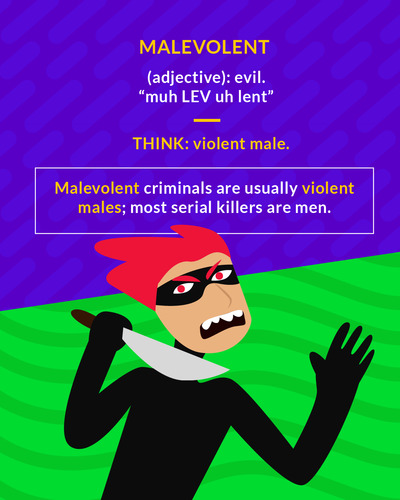 MALEVOLENT
(adjective): evil.
“muh LEV uh lent”
THINK: violent male.
Malevolent criminals are usually violent
males; most serial killers are men.